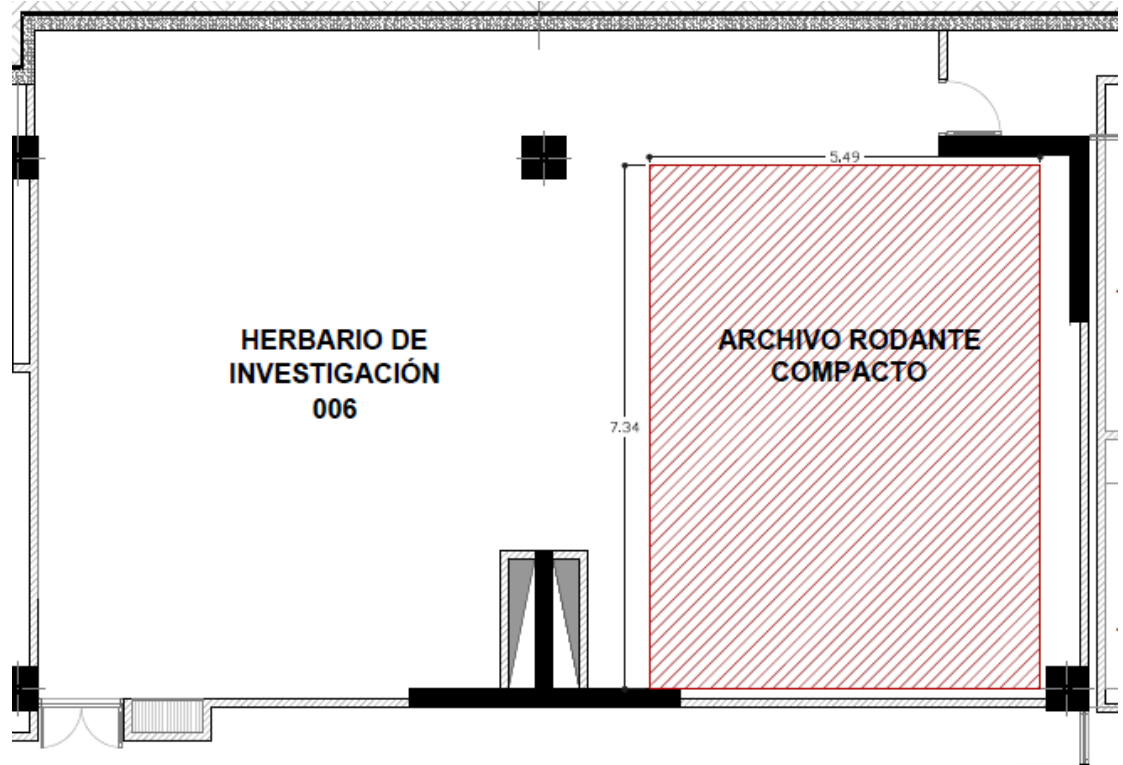 5.49
HERBARIO DE
INVESTIGACIÓN
006
ARCHIVO RODANTE
COMPACTO
7.34